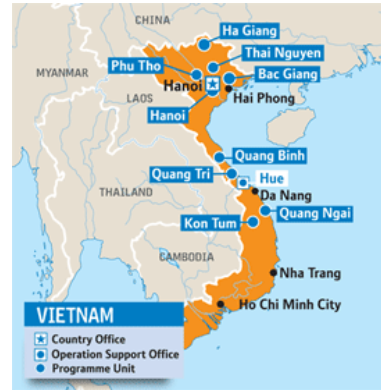 CHINA
Ha Giang
Thai Nguyen
Phu Tho
MYANMAR
Hanoi
Bac Giang
LAOS
Hai Phong
Hanoi
Quang Binh
Quang Tri
Hue
THAILAND
Da Nang
Quang Ngai
Kon Tum
CAMBODIA
Nha Trang
Ho Chi Minh City
VIETNAM
Country Office
Operation Support Office
Programme Unit